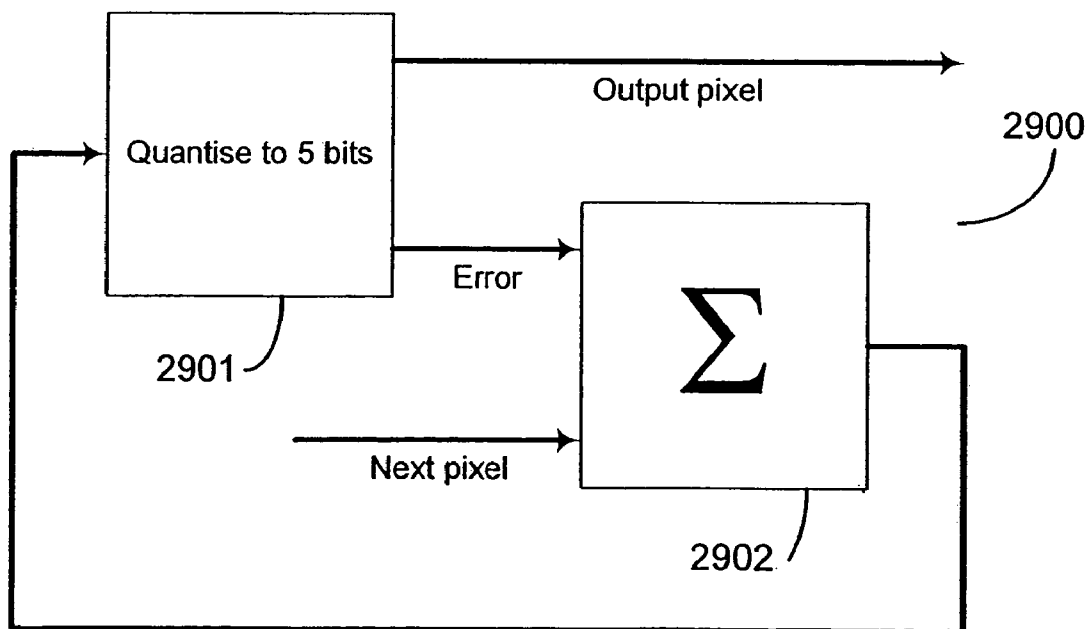 Output pixel
2900
Quantise to 5 bits
Error
Σ
2901
Next pixel
2902